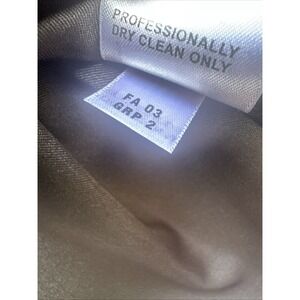 PROFESSIONALLY
DRY CLEAN ONLY
FA 03
GRP 2